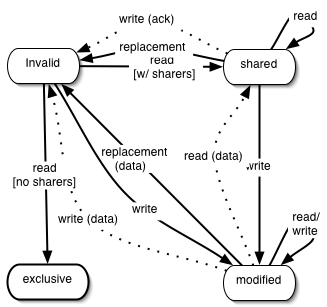 write (ack)
read
replacement
read
[w/ sharers]
Invalid
shared
replacement
(data)
read (data)
write
read
[no sharers]
write
write (data)
read/
write
exclusive
modified